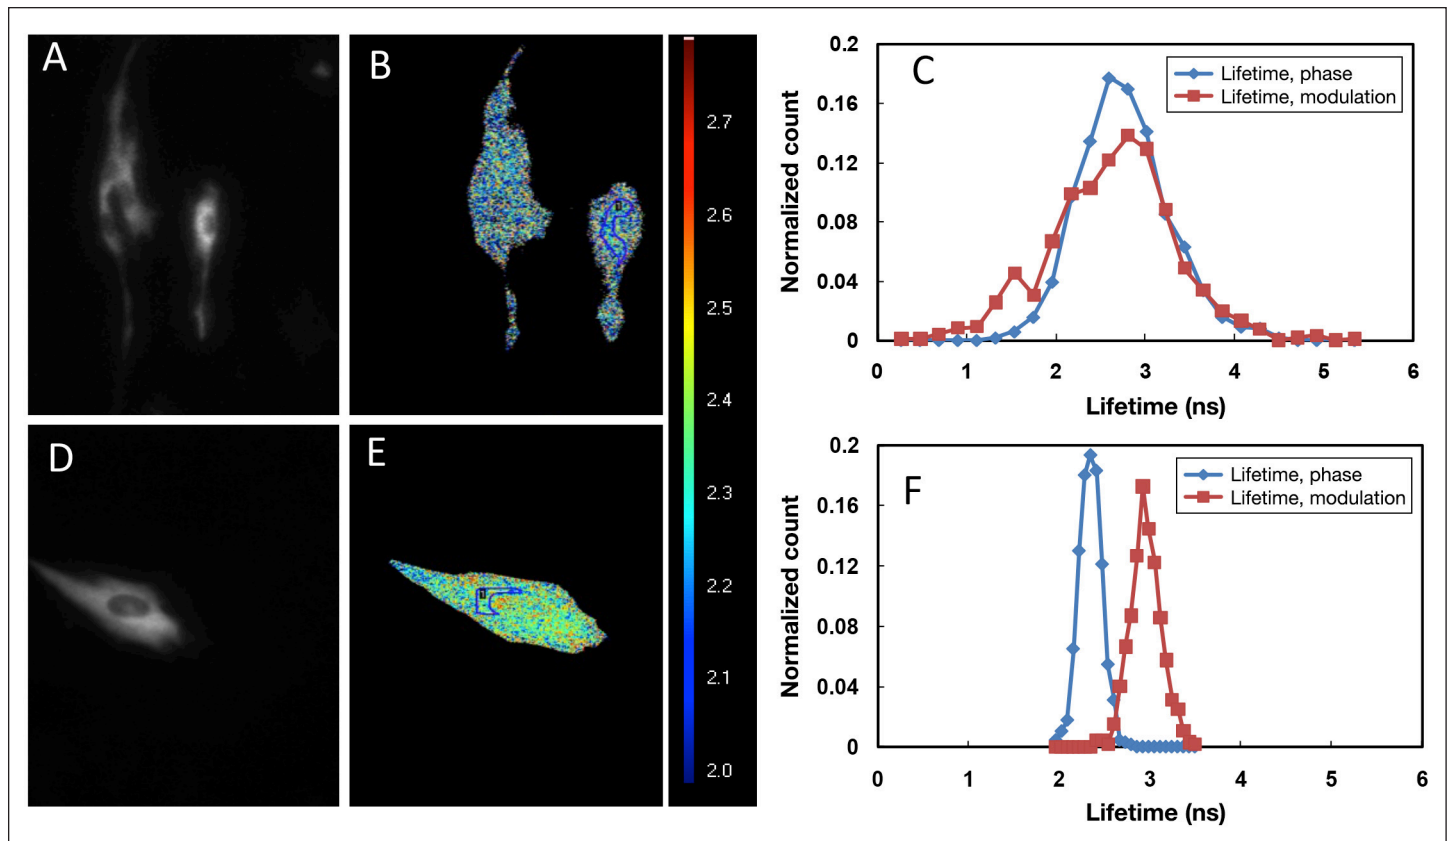 A
B
2.7
2.6
2.5
2.4
2.3
2.2
2.1
2.0
C
Lifetime, phase
Lifetime, modulation
0.2
0.16
0.12
0.08
0.04
0
Normalized count
0 1 2 3 4 5 6
Lifetime (ns)
D
E
F
Lifetime, phase
Lifetime, modulation
0.2
0.16
0.12
0.08
0.04
0
Normalized count
0 1 2 3 4 5 6
Lifetime (ns)